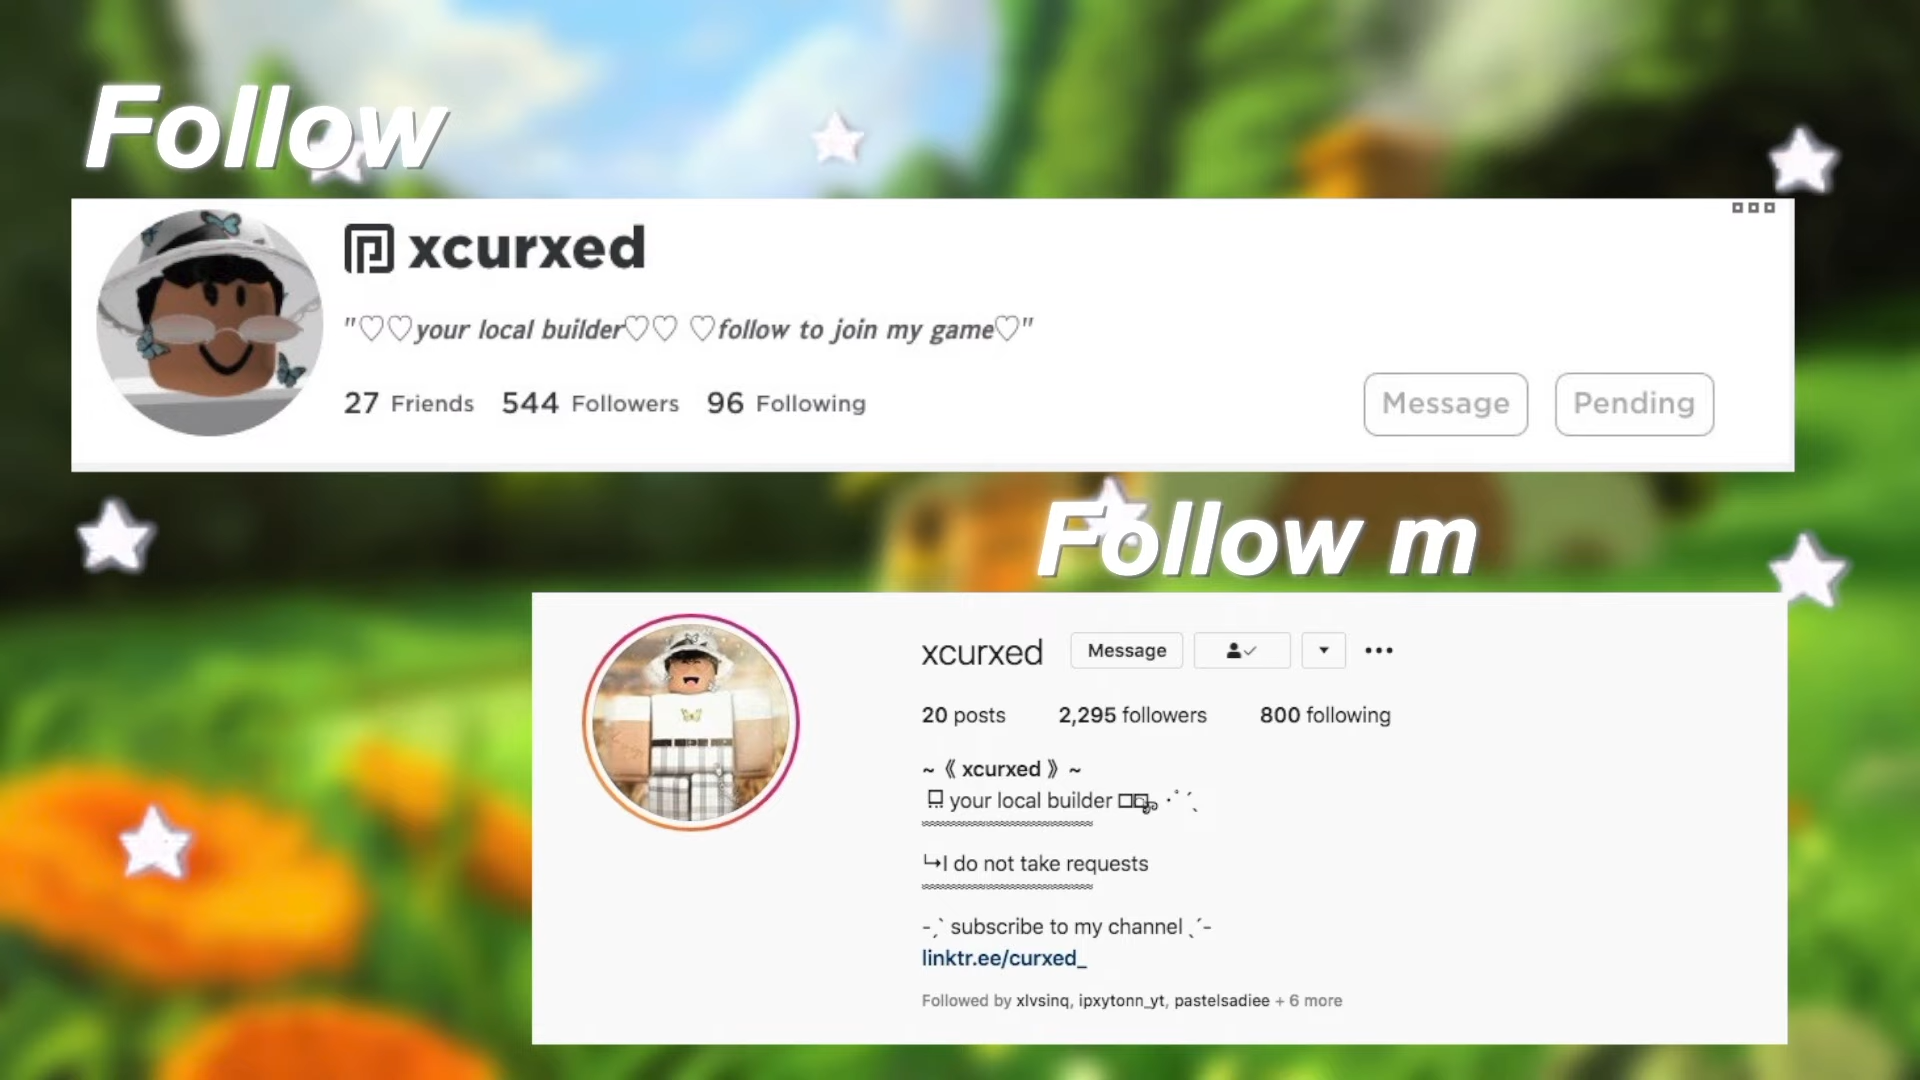 Follow
xcurxed
"♡♡your local builder♡♡ ♡follow to join my game♡"
27 Friends 544 Followers 96 Following
Message Pending
Follow m
xcurxed Message
20 posts 2,295 followers 800 following
~《 xcurxed 》~
your local builder
↳I do not take requests
-ˏˋ subscribe to my channel ˎˊ-
linktr.ee/curxed_
Followed by xlvsinq, ipxytonn_yt, pastelsadiee + 6 more